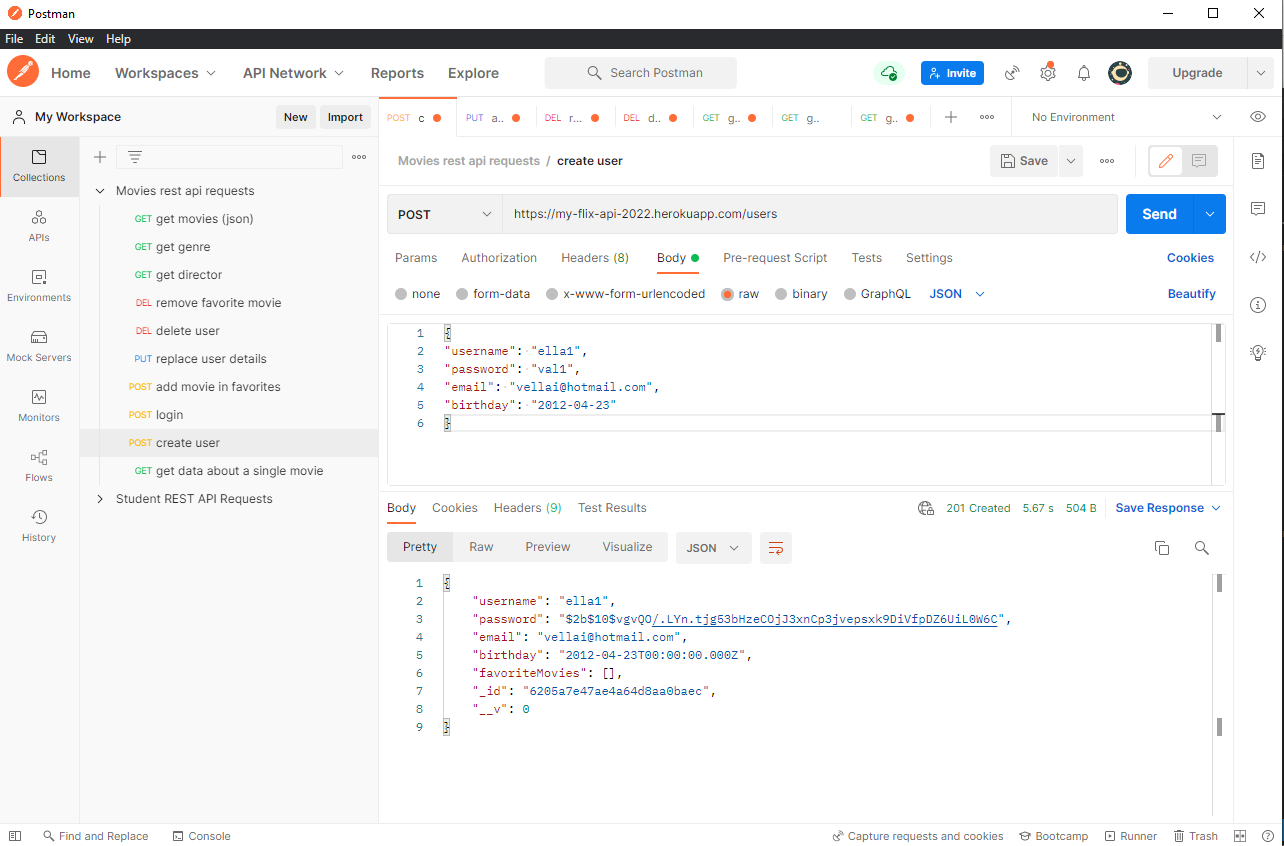 Postman
File Edit View Help
Home Workspaces API Network Reports Explore Search Postman Invite Upgrade
My Workspace New Import
POST c PUT a.. DEL r... DEL d.. GET g.. GET g.. GET g.. No Environment
Movies rest api requests / create user Save
Collections
APIs
Environments
Mock Servers
Monitors
Flows
History
Movies rest api requests
GET get movies (json)
GET get genre
GET get director
DEL remove favorite movie
DEL delete user
PUT replace user details
POST add movie in favorites
POST login
POST create user
GET get data about a single movie
Student REST API Requests
POST https://my-flix-api-2022.herokuapp.com/users Send
Params Authorization Headers (8) Body Pre-request Script Tests Settings Cookies
none form-data x-www-form-urlencoded raw binary GraphQL JSON Beautify
1 {
2 "username": "ella1",
3 "password": "val1",
4 "email": "vellai@hotmail.com",
5 "birthday": "2012-04-23"
6 }
Body Cookies Headers (9) Test Results 201 Created 5.67 s 504 B Save Response
Pretty Raw Preview Visualize JSON
1 {
2 "username": "ella1",
3 "password": "$2b$10$vgvQO/.LYn.tjg53bHzeCOjJ3xnCp3jvepsxk9DiVfpDZ6UiL0W6C",
4 "email": "vellai@hotmail.com",
5 "birthday": "2012-04-23T00:00:00.000Z",
6 "favoriteMovies": [],
7 "_id": "6205a7e47ae4a64d8aa0baec",
8 "__v": 0
9 }
Find and Replace Console Capture requests and cookies Bootcamp Runner Trash